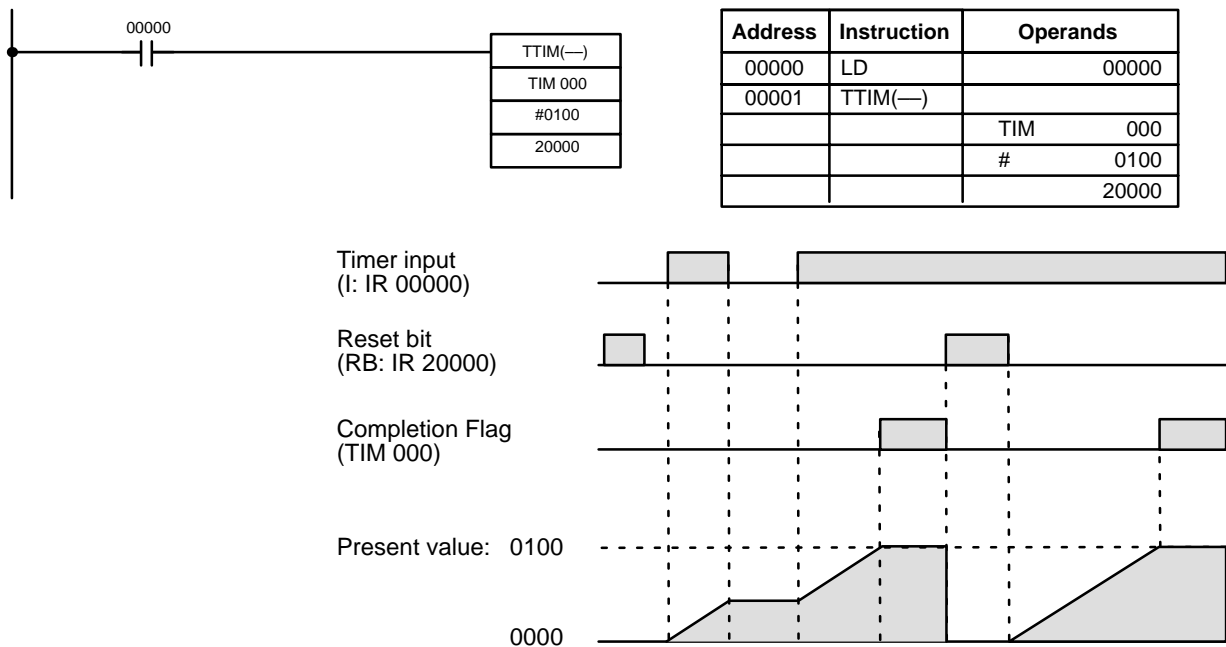 00000
TTIM(––)
TIM 000
#0100
20000
Address Instruction Operands
00000 LD 00000
00001 TTIM(––)
TIM 000
# 0100
20000
Timer input
(I: IR 00000)
Reset bit
(RB: IR 20000)
Completion Flag
(TIM 000)
Present value: 0100
0000